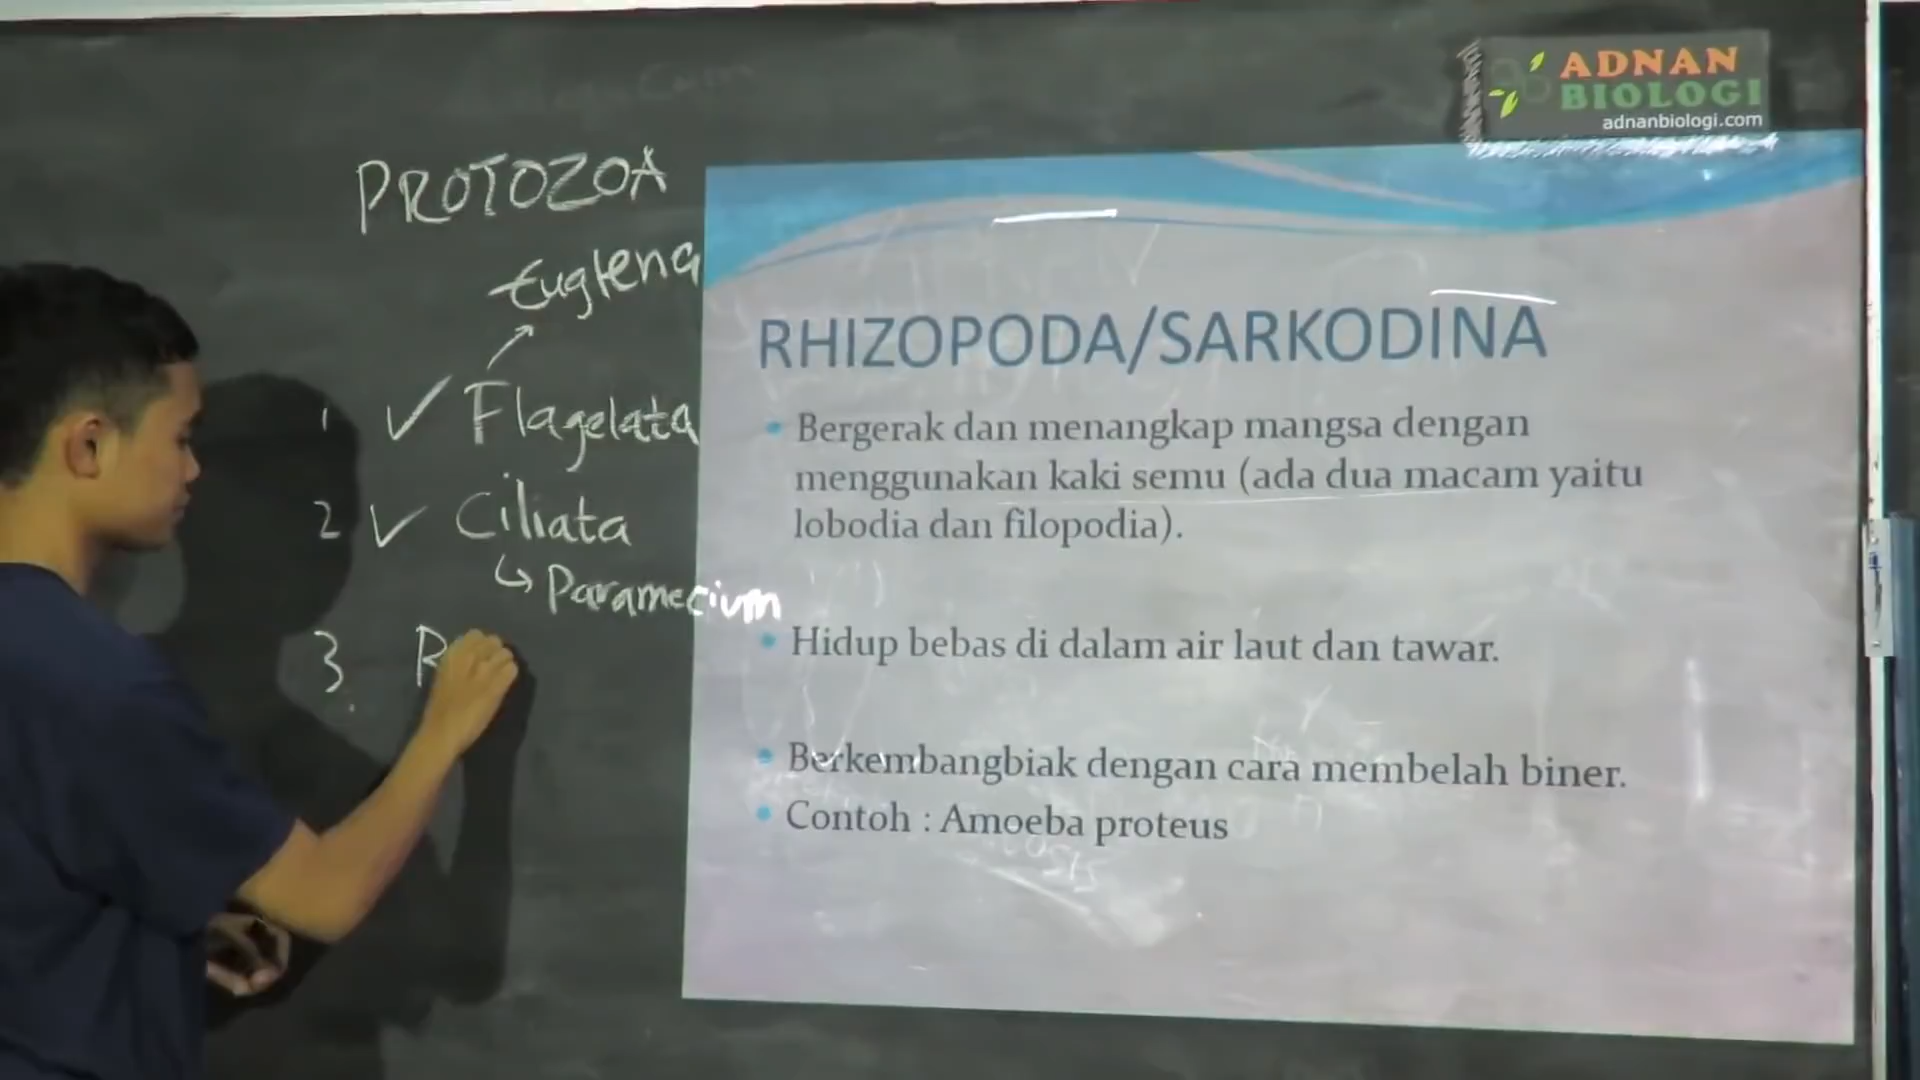 ADNAN
BIOLOGI
adnanbiologi.com
PROTOZOA
Euglena
1 ✓ Flagelata
2 ✓ Ciliata
↳ Paramecium
3. R
RHIZOPODA/SARKODINA
• Bergerak dan menangkap mangsa dengan
menggunakan kaki semu (ada dua macam yaitu
lobodia dan filopodia).
• Hidup bebas di dalam air laut dan tawar.
• Berkembangbiak dengan cara membelah biner.
• Contoh : Amoeba proteus